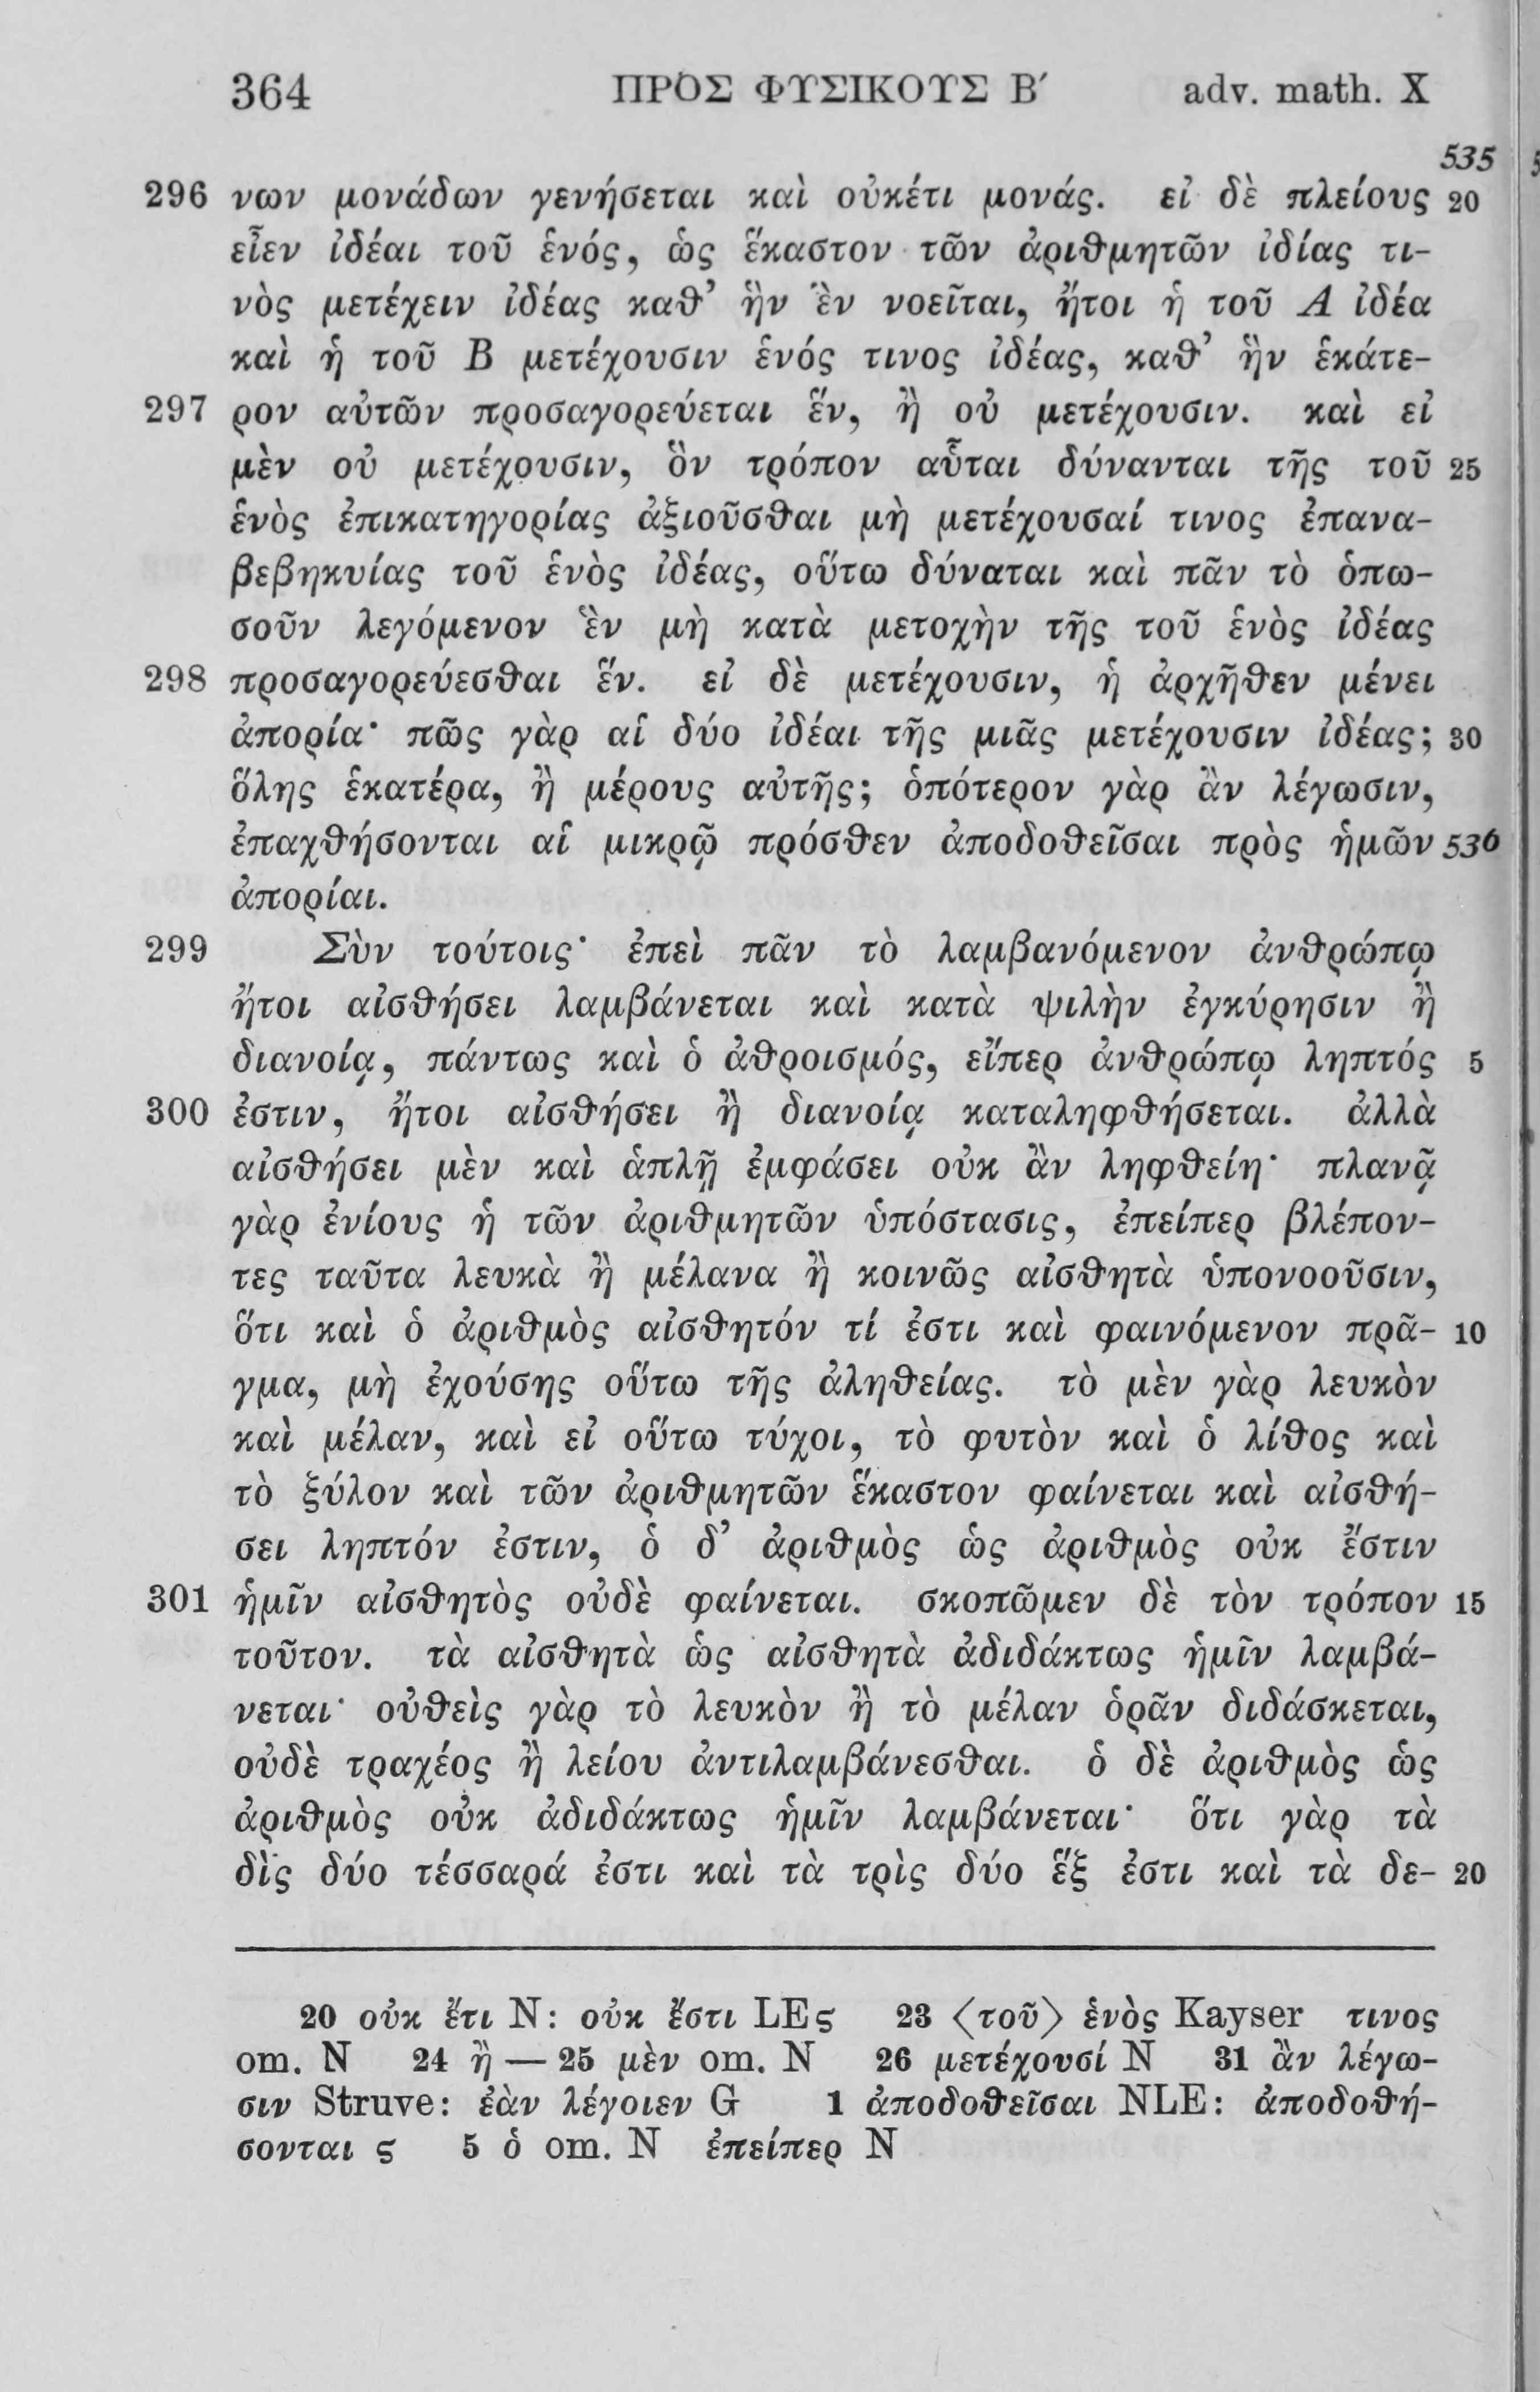 364 ΠΡΟΣ ΦΥΣΙΚΟΥΣ Β′ adv. math. X
535
296 νων μονάδων γενήσεται καὶ οὐκέτι μονάς. εἰ δὲ πλείους 20
εἶεν ἰδέαι τοῦ ἑνός, ὡς ἕκαστον τῶν ἀριθμητῶν ἰδίας τι-
νὸς μετέχειν ἰδέας καθ’ ἣν ἓν νοεῖται, ἤτοι ἡ τοῦ Α ἰδέα
καὶ ἡ τοῦ Β μετέχουσιν ἑνός τινος ἰδέας, καθ’ ἣν ἑκάτε-
297 ρον αὐτῶν προσαγορεύεται ἕν, ἢ οὐ μετέχουσιν. καὶ εἰ
μὲν οὐ μετέχουσιν, ὃν τρόπον αὗται δύνανται τῆς τοῦ 25
ἑνὸς ἐπικατηγορίας ἀξιοῦσθαι μὴ μετέχουσαί τινος ἐπανα-
βεβηκυίας τοῦ ἑνὸς ἰδέας, οὕτω δύναται καὶ πᾶν τὸ ὁπω-
σοῦν λεγόμενον ἓν μὴ κατὰ μετοχὴν τῆς τοῦ ἑνὸς ἰδέας
298 προσαγορεύεσθαι ἕν. εἰ δὲ μετέχουσιν, ἡ ἀρχῆθεν μένει
ἀπορία· πῶς γὰρ αἱ δύο ἰδέαι τῆς μιᾶς μετέχουσιν ἰδέας; 30
ὅλης ἑκατέρα, ἢ μέρους αὐτῆς; ὁπότερον γὰρ ἂν λέγωσιν,
ἐπαχθήσονται αἱ μικρῷ πρόσθεν ἀποδοθεῖσαι πρὸς ἡμῶν 536
ἀπορίαι.
299 Σὺν τούτοις· ἐπεὶ πᾶν τὸ λαμβανόμενον ἀνθρώπῳ
ἤτοι αἰσθήσει λαμβάνεται καὶ κατὰ ψιλὴν ἐγκύρησιν ἢ
διανοίᾳ, πάντως καὶ ὁ ἀθροισμός, εἴπερ ἀνθρώπῳ ληπτός 5
300 ἐστιν, ἤτοι αἰσθήσει ἢ διανοίᾳ καταληφθήσεται. ἀλλὰ
αἰσθήσει μὲν καὶ ἁπλῇ ἐμφάσει οὐκ ἂν ληφθείη· πλανᾷ
γὰρ ἐνίους ἡ τῶν ἀριθμητῶν ὑπόστασις, ἐπείπερ βλέπον-
τες ταῦτα λευκὰ ἢ μέλανα ἢ κοινῶς αἰσθητὰ ὑπονοοῦσιν,
ὅτι καὶ ὁ ἀριθμὸς αἰσθητόν τί ἐστι καὶ φαινόμενον πρᾶ- 10
γμα, μὴ ἐχούσης οὕτω τῆς ἀληθείας. τὸ μὲν γὰρ λευκὸν
καὶ μέλαν, καὶ εἰ οὕτω τύχοι, τὸ φυτὸν καὶ ὁ λίθος καὶ
τὸ ξύλον καὶ τῶν ἀριθμητῶν ἕκαστον φαίνεται καὶ αἰσθή-
σει ληπτόν ἐστιν, ὁ δ’ ἀριθμὸς ὡς ἀριθμὸς οὐκ ἔστιν
301 ἡμῖν αἰσθητὸς οὐδὲ φαίνεται. σκοπῶμεν δὲ τὸν τρόπον 15
τοῦτον. τὰ αἰσθητὰ ὡς αἰσθητὰ ἀδιδάκτως ἡμῖν λαμβά-
νεται· οὐθεὶς γὰρ τὸ λευκὸν ἢ τὸ μέλαν ὁρᾶν διδάσκεται,
οὐδὲ τραχέος ἢ λείου ἀντιλαμβάνεσθαι. ὁ δὲ ἀριθμὸς ὡς
ἀριθμὸς οὐκ ἀδιδάκτως ἡμῖν λαμβάνεται· ὅτι γὰρ τὰ
δὶς δύο τέσσαρά ἐστι καὶ τὰ τρὶς δύο ἕξ ἐστι καὶ τὰ δε- 20
20 οὐκ ἔτι N: οὐκ ἔστι LEς 23 ⟨τοῦ⟩ ἑνὸς Kayser τινος
om. N 24 ἢ — 25 μὲν om. N 26 μετέχουσί N 31 ἂν λέγω-
σιν Struve: ἐὰν λέγοιεν G 1 ἀποδοθεῖσαι NLE: ἀποδοθή-
σονται ς 5 ὁ om. N ἐπείπερ N